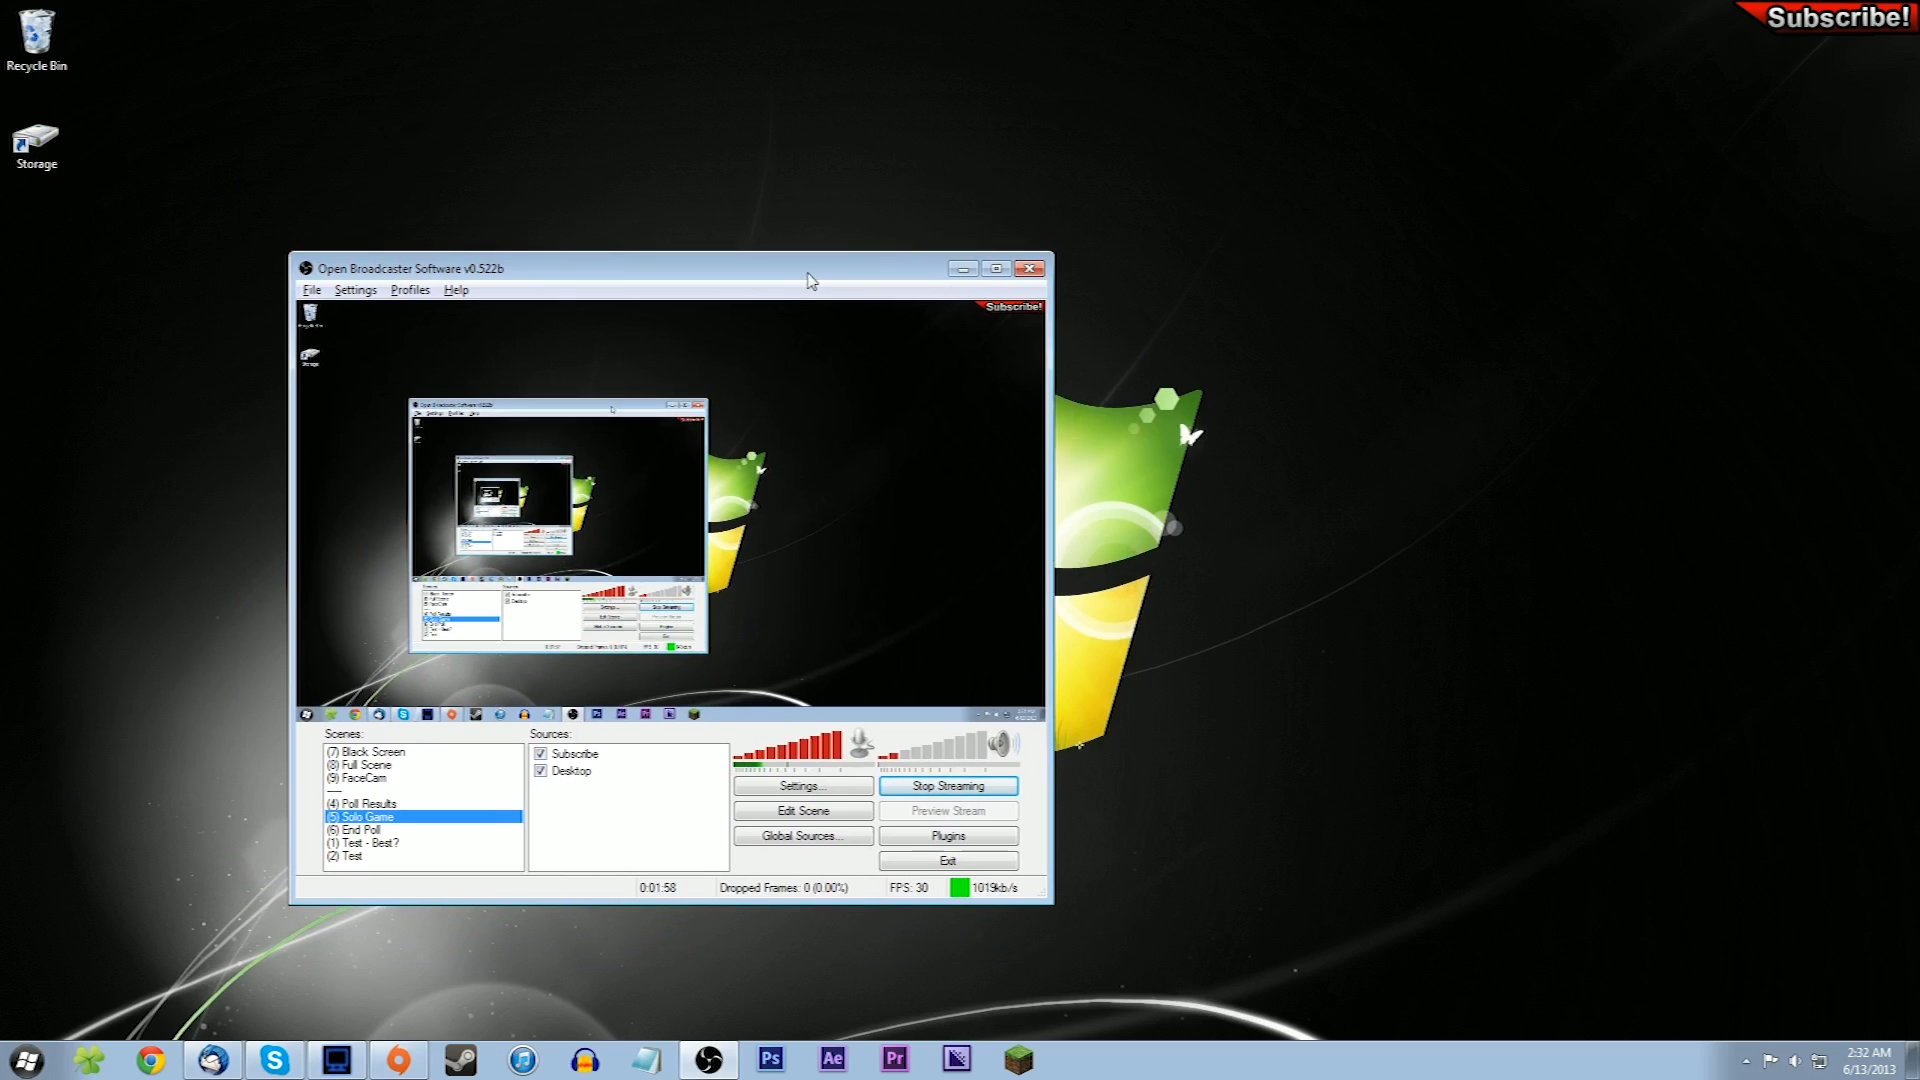 Recycle Bin
Storage
Subscribe!
Open Broadcaster Software v0.522b
File Settings Profiles Help
Subscribe!
Scenes:
(7) Black Screen
(8) Full Scene
(9) FaceCam
----
(4) Poll Results
(5) Solo Game
(6) End Poll
(1) Test - Best?
(2) Test
Sources:
Subscribe
Desktop
Settings...
Stop Streaming
Edit Scene
Preview Stream
Global Sources...
Plugins
Exit
0:01:58
Dropped Frames: 0 (0.00%)
FPS: 30
1019kb/s
Ps
Ae
Pr
2:32 AM
6/13/2013